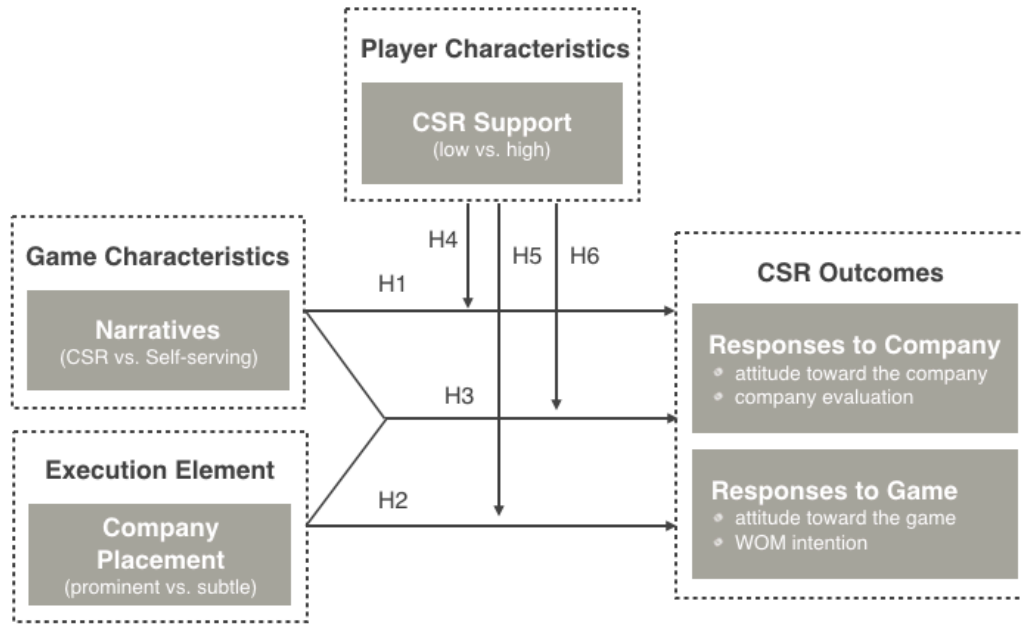 Player Characteristics
CSR Support
(low vs. high)
H4
H5
H6
Game Characteristics
Narratives
(CSR vs. Self-serving)
H1
H3
Execution Element
Company
Placement
(prominent vs. subtle)
H2
CSR Outcomes
Responses to Company
attitude toward the company
company evaluation
Responses to Game
attitude toward the game
WOM intention